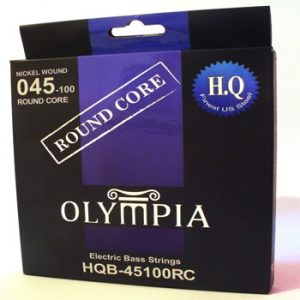 NICKEL WOUND
045-100
ROUND CORE
ROUND CORE
H.Q
Finest US Steel
OLYMPIA
Electric Bass Strings
HQB-45100RC